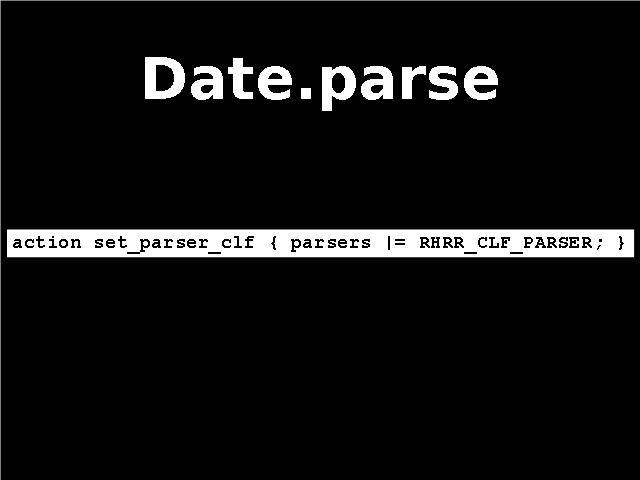 Date.parse
action set_parser_clf { parsers |= RHRR_CLF_PARSER; }